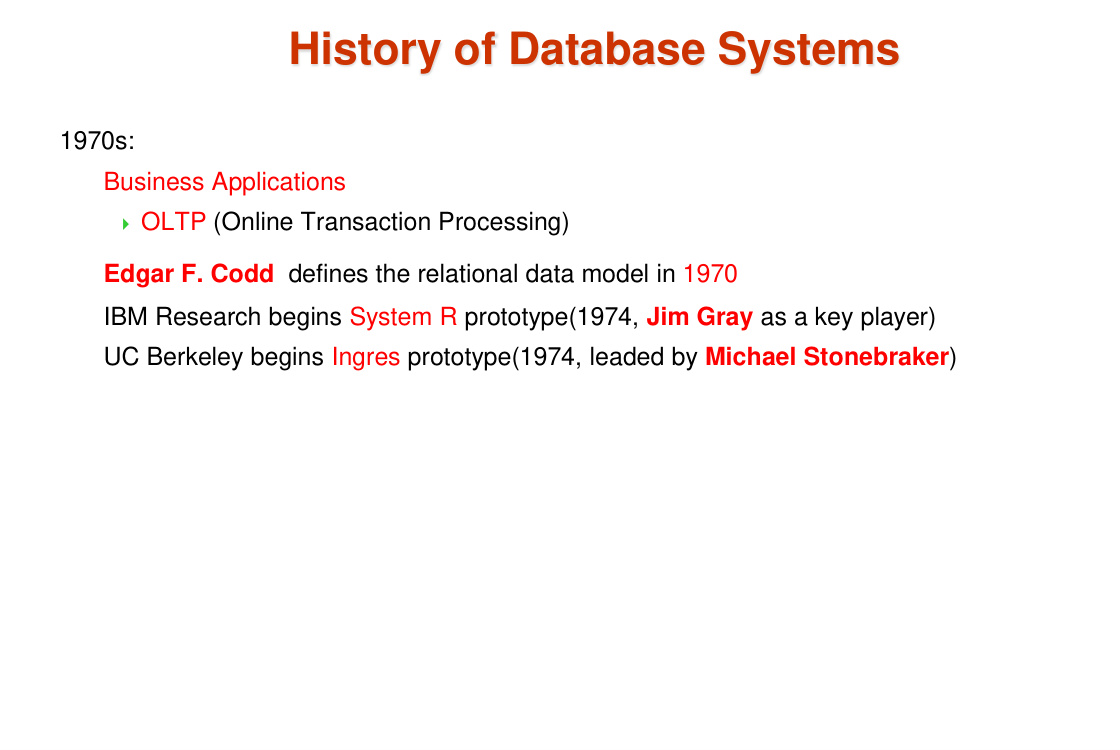 History of Database Systems
1970s:
Business Applications
OLTP (Online Transaction Processing)
Edgar F. Codd defines the relational data model in 1970
IBM Research begins System R prototype(1974, Jim Gray as a key player)
UC Berkeley begins Ingres prototype(1974, leaded by Michael Stonebraker)